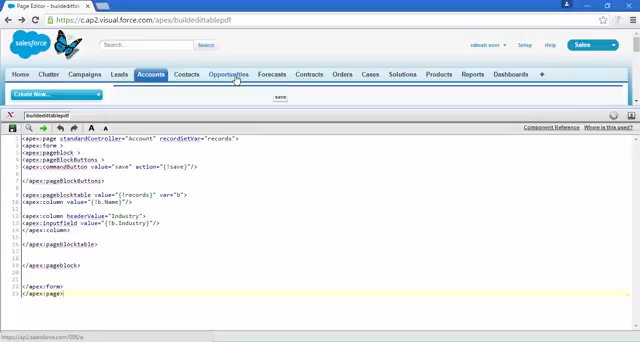 Page Editor -
https://c.ap2.visual.force.com/apex/buildedittablepdf
salesforce
Search...
Search
Setup
Help
Sales
Home
Chatter
Campaigns
Leads
Accounts
Contacts
Opportunities
Forecasts
Contracts
Orders
Cases
Solutions
Products
Reports
Dashboards
+
Create New...
save
buildedittablepdf
A
A
Component Reference
Where is this used?
1 <apex:page standardController="Account" recordSetVar="records">
2 <apex:form >
3 <apex:pageblock >
4 <apex:pageBlockButtons >
5 <apex:commandButton value="save" action="{!save}"/>
6
7 </apex:pageBlockButtons>
8
9 <apex:pageblocktable value="{!records}" var="b">
10 <apex:column value="{!b.Name}"/>
11
12 <apex:column headerValue="Industry">
13 <apex:inputfield value="{!b.Industry}"/>
14 </apex:column>
15
16 </apex:pageblocktable>
17
18
19 </apex:pageblock>
20
21
22 </apex:form>
23 </apex:page>
https://ap2.salesforce.com/006/o